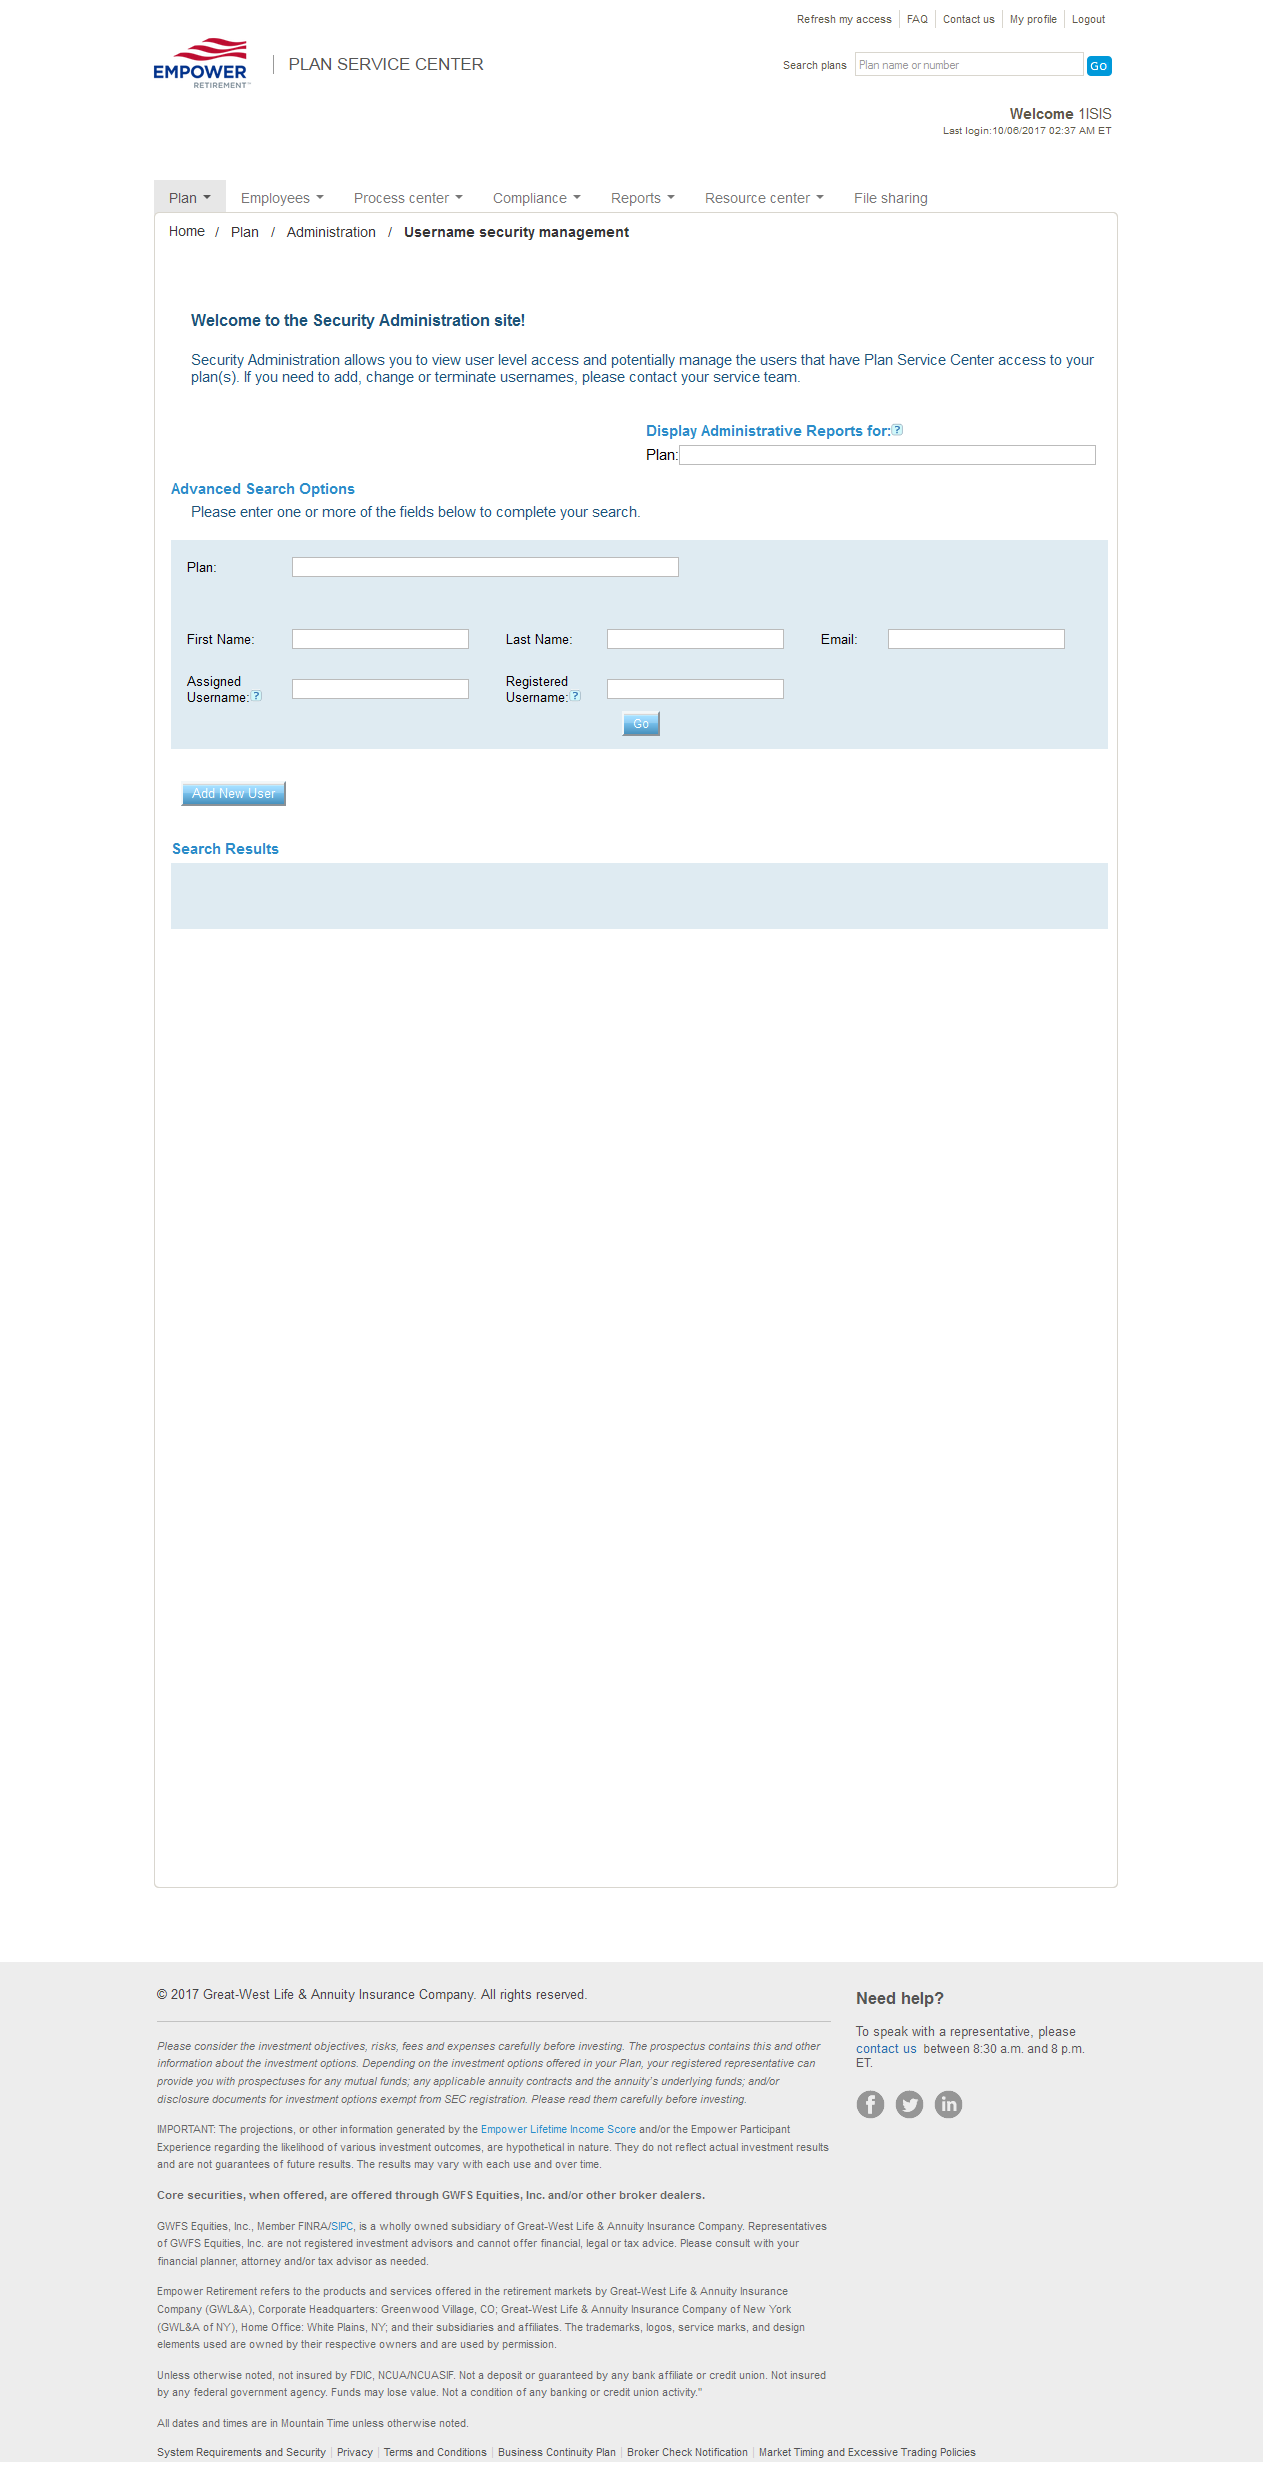 Refresh my access FAQ Contact us My profile Logout
EMPOWER
RETIREMENT™
PLAN SERVICE CENTER
Search plans Plan name or number Go
Welcome 1ISIS
Last login:10/06/2017 02:37 AM ET
Plan Employees Process center Compliance Reports Resource center File sharing
Home / Plan / Administration / Username security management
Welcome to the Security Administration site!
Security Administration allows you to view user level access and potentially manage the users that have Plan Service Center access to your
plan(s). If you need to add, change or terminate usernames, please contact your service team.
Display Administrative Reports for:?
Plan:
Advanced Search Options
Please enter one or more of the fields below to complete your search.
Plan:
First Name: Last Name: Email:
Assigned
Username:?
Registered
Username:?
Go
Add New User
Search Results
© 2017 Great-West Life & Annuity Insurance Company. All rights reserved.
Please consider the investment objectives, risks, fees and expenses carefully before investing. The prospectus contains this and other
information about the investment options. Depending on the investment options offered in your Plan, your registered representative can
provide you with prospectuses for any mutual funds; any applicable annuity contracts and the annuity's underlying funds; and/or
disclosure documents for investment options exempt from SEC registration. Please read them carefully before investing.
IMPORTANT: The projections, or other information generated by the Empower Lifetime Income Score and/or the Empower Participant
Experience regarding the likelihood of various investment outcomes, are hypothetical in nature. They do not reflect actual investment results
and are not guarantees of future results. The results may vary with each use and over time.
Core securities, when offered, are offered through GWFS Equities, Inc. and/or other broker dealers.
GWFS Equities, Inc., Member FINRA/SIPC, is a wholly owned subsidiary of Great-West Life & Annuity Insurance Company. Representatives
of GWFS Equities, Inc. are not registered investment advisors and cannot offer financial, legal or tax advice. Please consult with your
financial planner, attorney and/or tax advisor as needed.
Empower Retirement refers to the products and services offered in the retirement markets by Great-West Life & Annuity Insurance
Company (GWL&A), Corporate Headquarters: Greenwood Village, CO; Great-West Life & Annuity Insurance Company of New York
(GWL&A of NY), Home Office: White Plains, NY; and their subsidiaries and affiliates. The trademarks, logos, service marks, and design
elements used are owned by their respective owners and are used by permission.
Unless otherwise noted, not insured by FDIC, NCUA/NCUASIF. Not a deposit or guaranteed by any bank affiliate or credit union. Not insured
by any federal government agency. Funds may lose value. Not a condition of any banking or credit union activity."
All dates and times are in Mountain Time unless otherwise noted.
System Requirements and Security | Privacy | Terms and Conditions | Business Continuity Plan | Broker Check Notification | Market Timing and Excessive Trading Policies
Need help?
To speak with a representative, please
contact us between 8:30 a.m. and 8 p.m.
ET.
f in